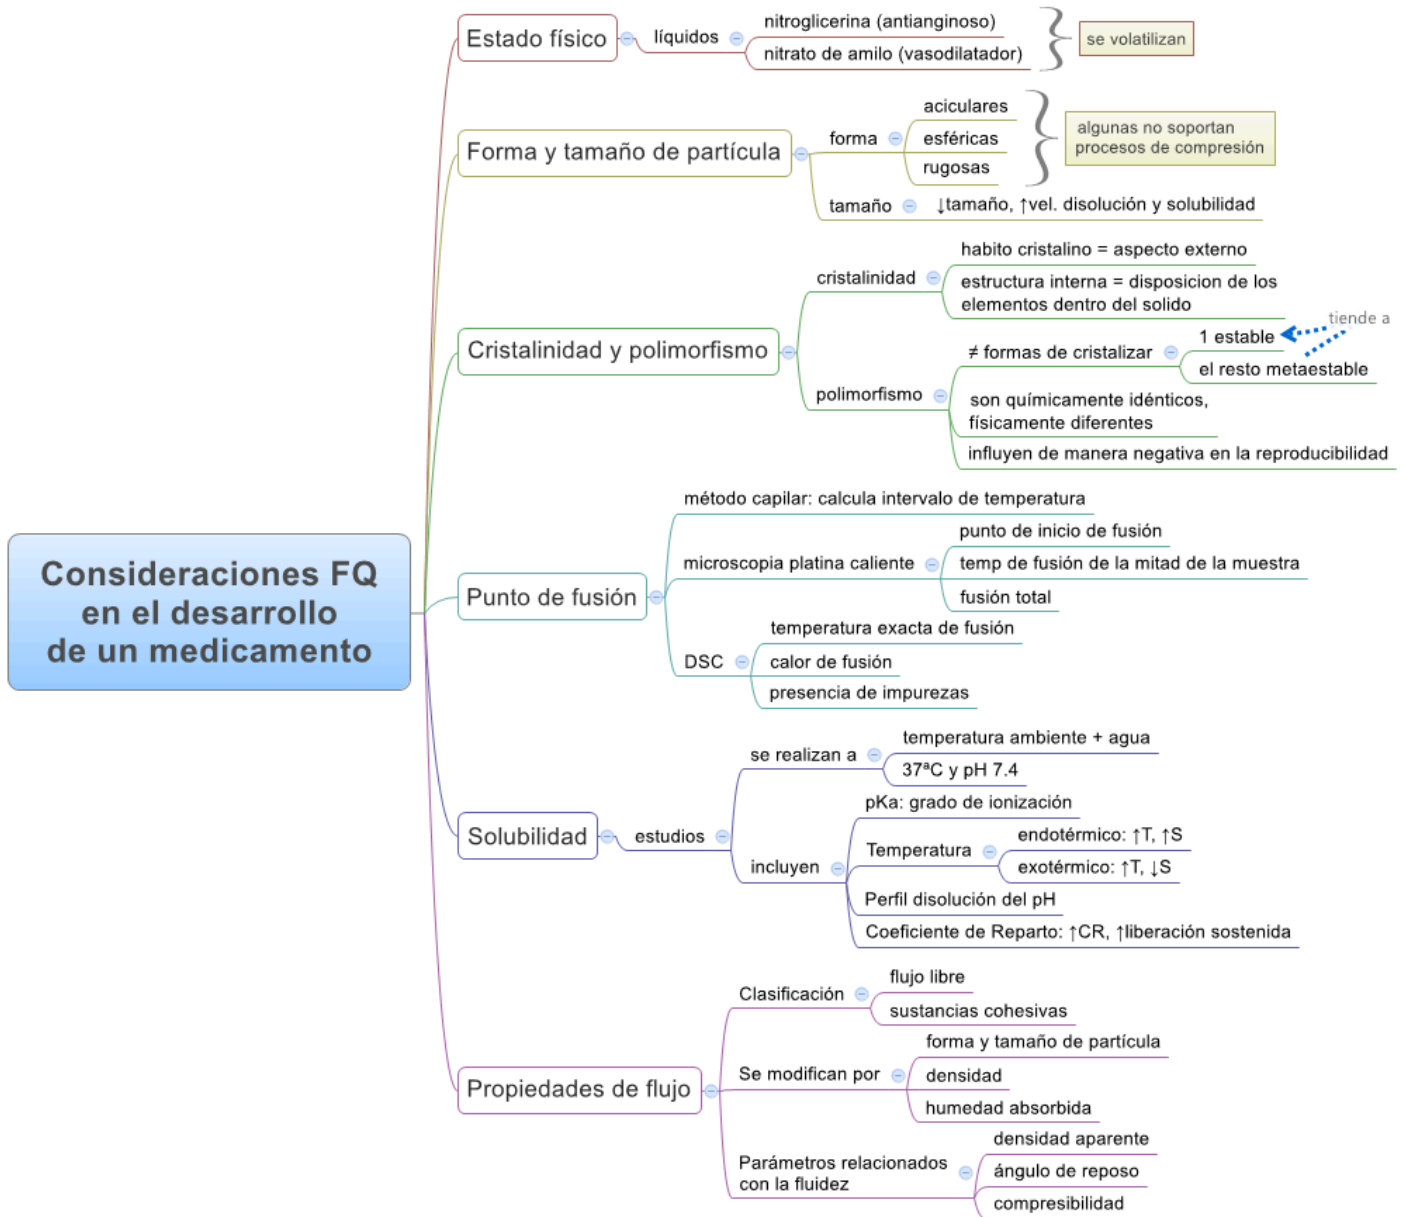 Consideraciones FQ
en el desarrollo
de un medicamento
Estado físico
líquidos
nitroglicerina (antianginoso)
nitrato de amilo (vasodilatador)
se volatilizan
Forma y tamaño de partícula
forma
aciculares
esféricas
rugosas
algunas no soportan
procesos de compresión
tamaño
↓tamaño, ↑vel. disolución y solubilidad
Cristalinidad y polimorfismo
cristalinidad
habito cristalino = aspecto externo
estructura interna = disposicion de los
elementos dentro del solido
polimorfismo
≠ formas de cristalizar
1 estable
el resto metaestable
tiende a
son químicamente idénticos,
físicamente diferentes
influyen de manera negativa en la reproducibilidad
Punto de fusión
método capilar: calcula intervalo de temperatura
microscopia platina caliente
punto de inicio de fusión
temp de fusión de la mitad de la muestra
fusión total
DSC
temperatura exacta de fusión
calor de fusión
presencia de impurezas
Solubilidad
estudios
se realizan a
temperatura ambiente + agua
37ªC y pH 7.4
incluyen
pKa: grado de ionización
Temperatura
endotérmico: ↑T, ↑S
exotérmico: ↑T, ↓S
Perfil disolución del pH
Coeficiente de Reparto: ↑CR, ↑liberación sostenida
Propiedades de flujo
Clasificación
flujo libre
sustancias cohesivas
Se modifican por
forma y tamaño de partícula
densidad
humedad absorbida
Parámetros relacionados
con la fluidez
densidad aparente
ángulo de reposo
compresibilidad